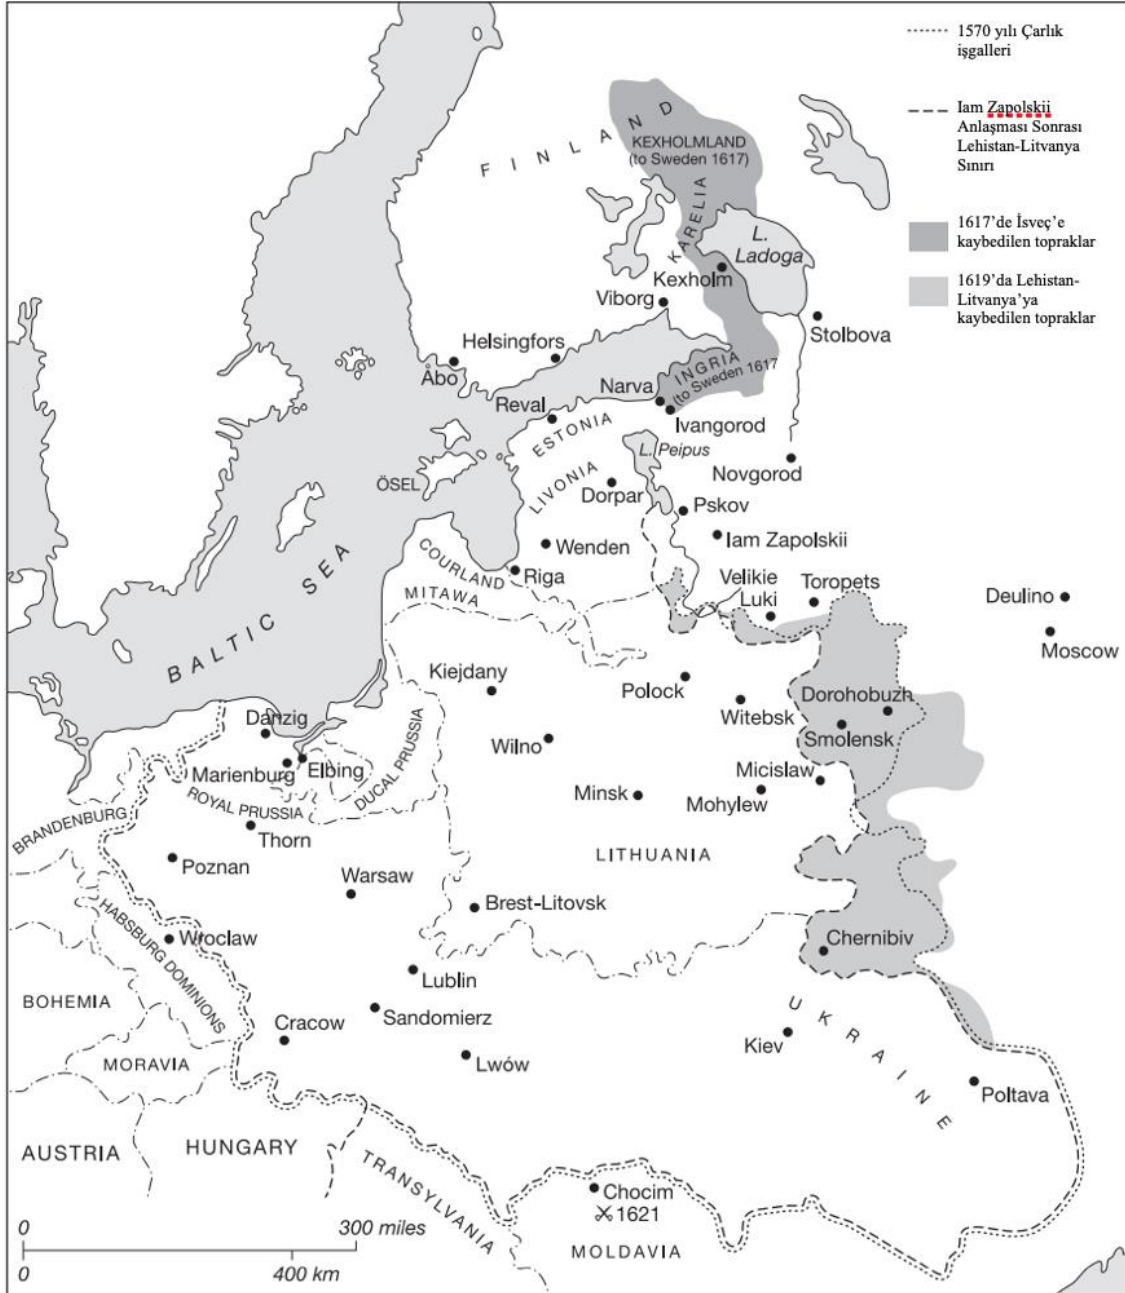 1570 yılı Çarlık
işgalleri
Iam Zapolskii
Anlaşması Sonrası
Lehistan-Litvanya
Sınırı
1617'de İsveç'e
kaybedilen topraklar
1619'da Lehistan-
Litvanya'ya
kaybedilen topraklar
FINLAND
KEXHOLMLAND
(to Sweden 1617)
KARELIA
L.
Ladoga
Kexholm
Viborg
Stolbova
Helsingfors
Åbo
INGRIA
(to Sweden 1617
Narva
Reval
Ivangorod
ESTONIA
L. Peipus
Novgorod
ÖSEL
LIVONIA
Dorpar
Pskov
Wenden
Iam Zapolskii
COURLAND
Riga
Velikie
Luki
Toropets
MITAWA
Deulino
Moscow
BALTIC SEA
Kiejdany
Polock
Dorohobuzh
Witebsk
Danzig
Smolensk
Wilno
DUCAL PRUSSIA
Marienburg
Elbing
Micislaw
Minsk
Mohylew
ROYAL PRUSSIA
BRANDENBURG
Thorn
LITHUANIA
Poznan
Warsaw
Brest-Litovsk
HABSBURG DOMINIONS
Wroclaw
Chernibiv
Lublin
BOHEMIA
Sandomierz
UKRAINE
Cracow
Kiev
Lwów
MORAVIA
Poltava
AUSTRIA
HUNGARY
TRANSYLVANIA
Chocim
1621
MOLDAVIA
0
300 miles
0
400 km